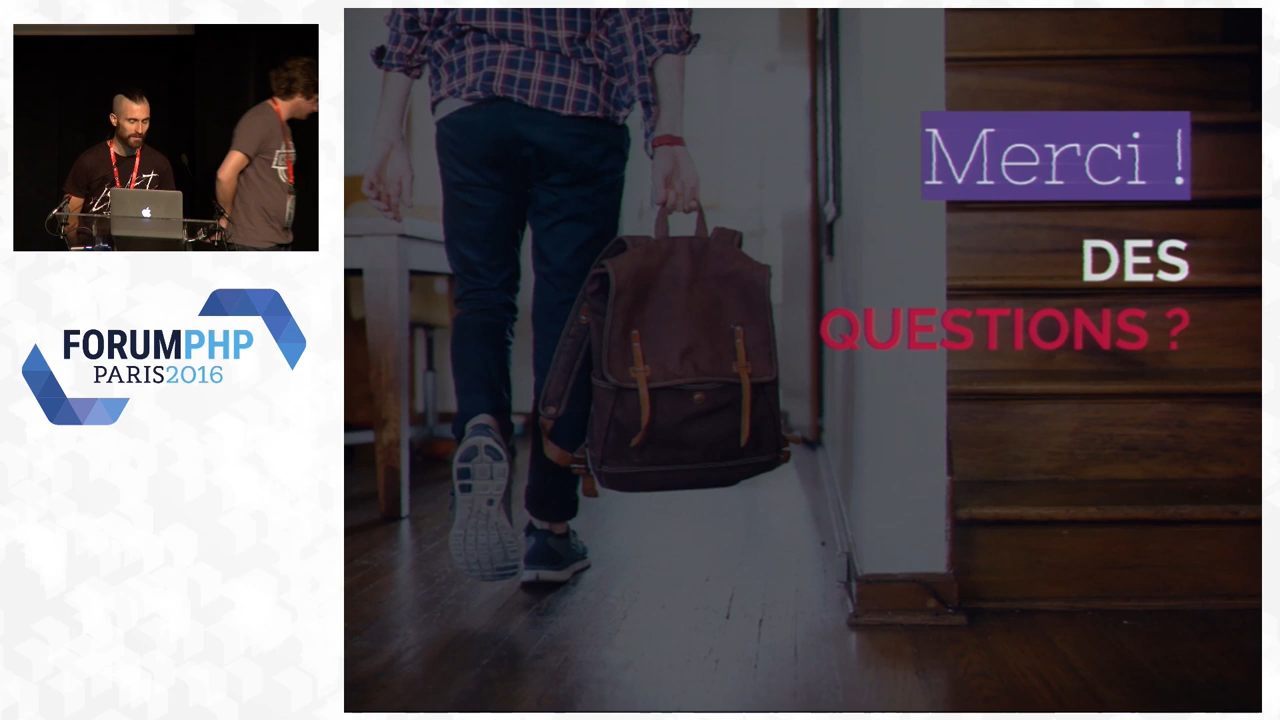 FORUMPHP
PARIS2016
Merci !
DES
QUESTIONS ?